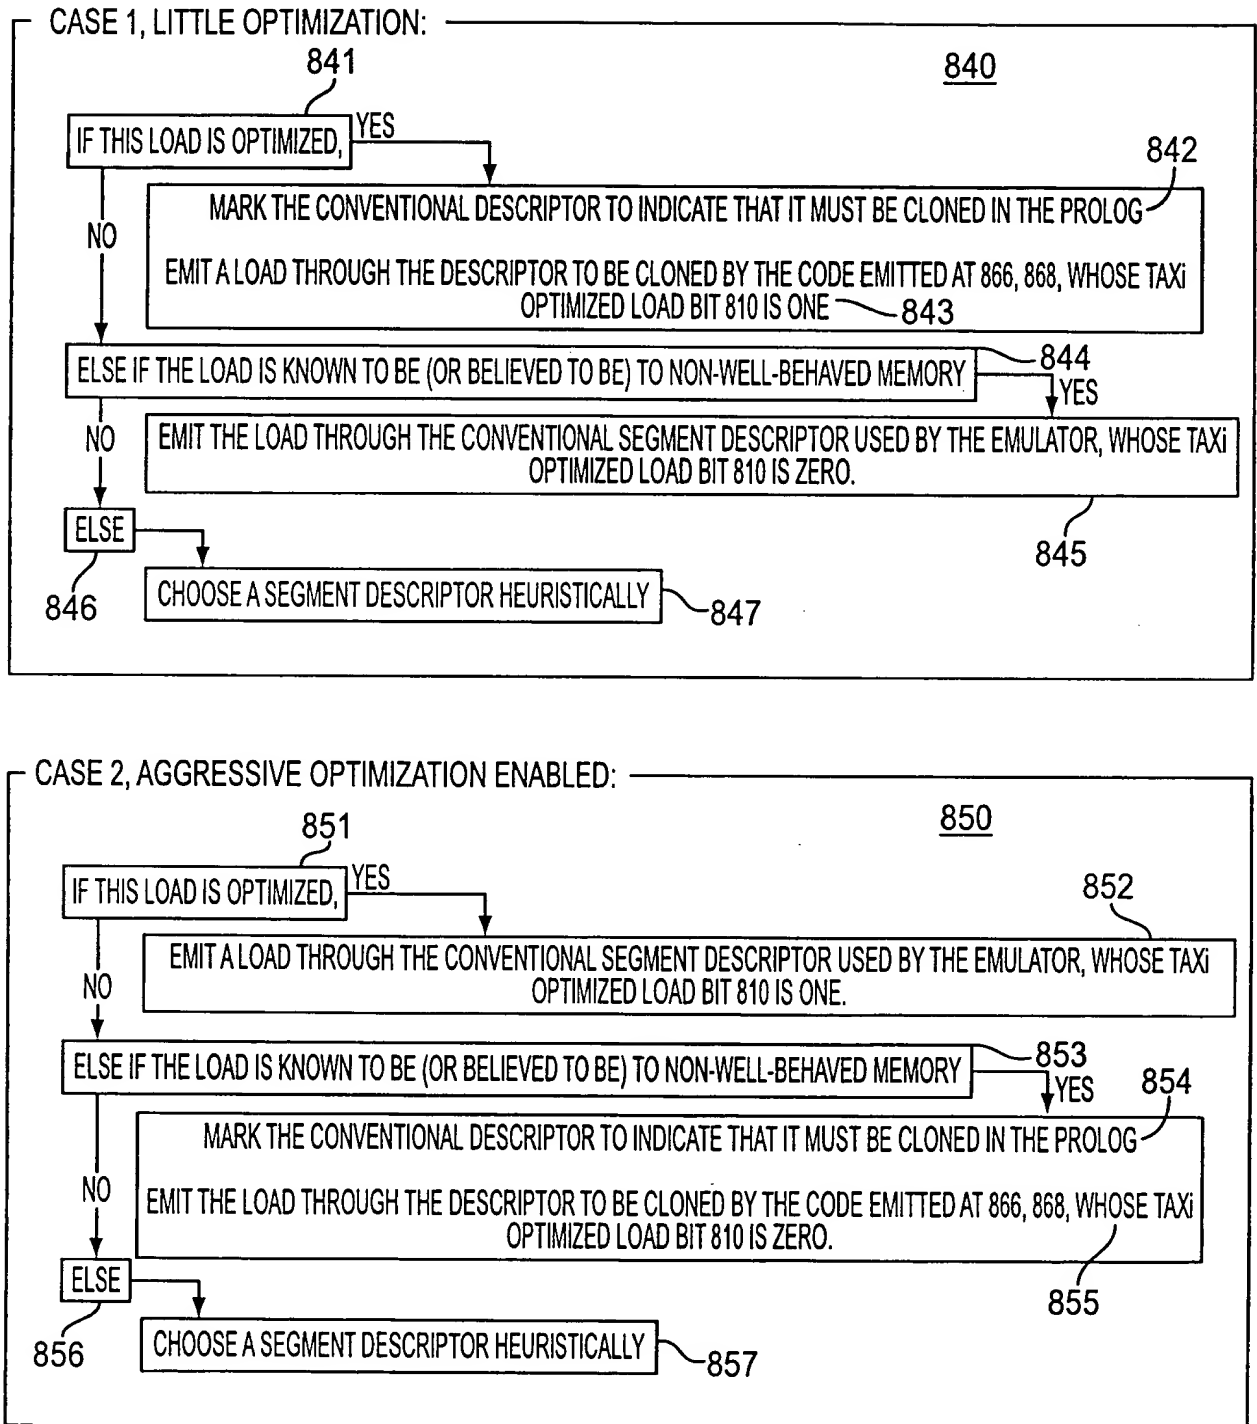 CASE 1, LITTLE OPTIMIZATION:
840
841
IF THIS LOAD IS OPTIMIZED,
YES
842
MARK THE CONVENTIONAL DESCRIPTOR TO INDICATE THAT IT MUST BE CLONED IN THE PROLOG
NO
EMIT A LOAD THROUGH THE DESCRIPTOR TO BE CLONED BY THE CODE EMITTED AT 866, 868, WHOSE TAXi
OPTIMIZED LOAD BIT 810 IS ONE
843
844
ELSE IF THE LOAD IS KNOWN TO BE (OR BELIEVED TO BE) TO NON-WELL-BEHAVED MEMORY
YES
NO
EMIT THE LOAD THROUGH THE CONVENTIONAL SEGMENT DESCRIPTOR USED BY THE EMULATOR, WHOSE TAXi
OPTIMIZED LOAD BIT 810 IS ZERO.
845
ELSE
846
CHOOSE A SEGMENT DESCRIPTOR HEURISTICALLY
847
CASE 2, AGGRESSIVE OPTIMIZATION ENABLED:
850
851
IF THIS LOAD IS OPTIMIZED,
YES
852
EMIT A LOAD THROUGH THE CONVENTIONAL SEGMENT DESCRIPTOR USED BY THE EMULATOR, WHOSE TAXi
OPTIMIZED LOAD BIT 810 IS ONE.
NO
853
ELSE IF THE LOAD IS KNOWN TO BE (OR BELIEVED TO BE) TO NON-WELL-BEHAVED MEMORY
YES
854
MARK THE CONVENTIONAL DESCRIPTOR TO INDICATE THAT IT MUST BE CLONED IN THE PROLOG
NO
EMIT THE LOAD THROUGH THE DESCRIPTOR TO BE CLONED BY THE CODE EMITTED AT 866, 868, WHOSE TAXi
OPTIMIZED LOAD BIT 810 IS ZERO.
855
ELSE
856
CHOOSE A SEGMENT DESCRIPTOR HEURISTICALLY
857